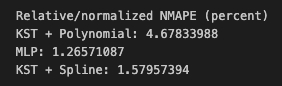 Relative/normalized NMAPE (percent)
KST + Polynomial: 4.67833988
MLP: 1.26571087
KST + Spline: 1.57957394